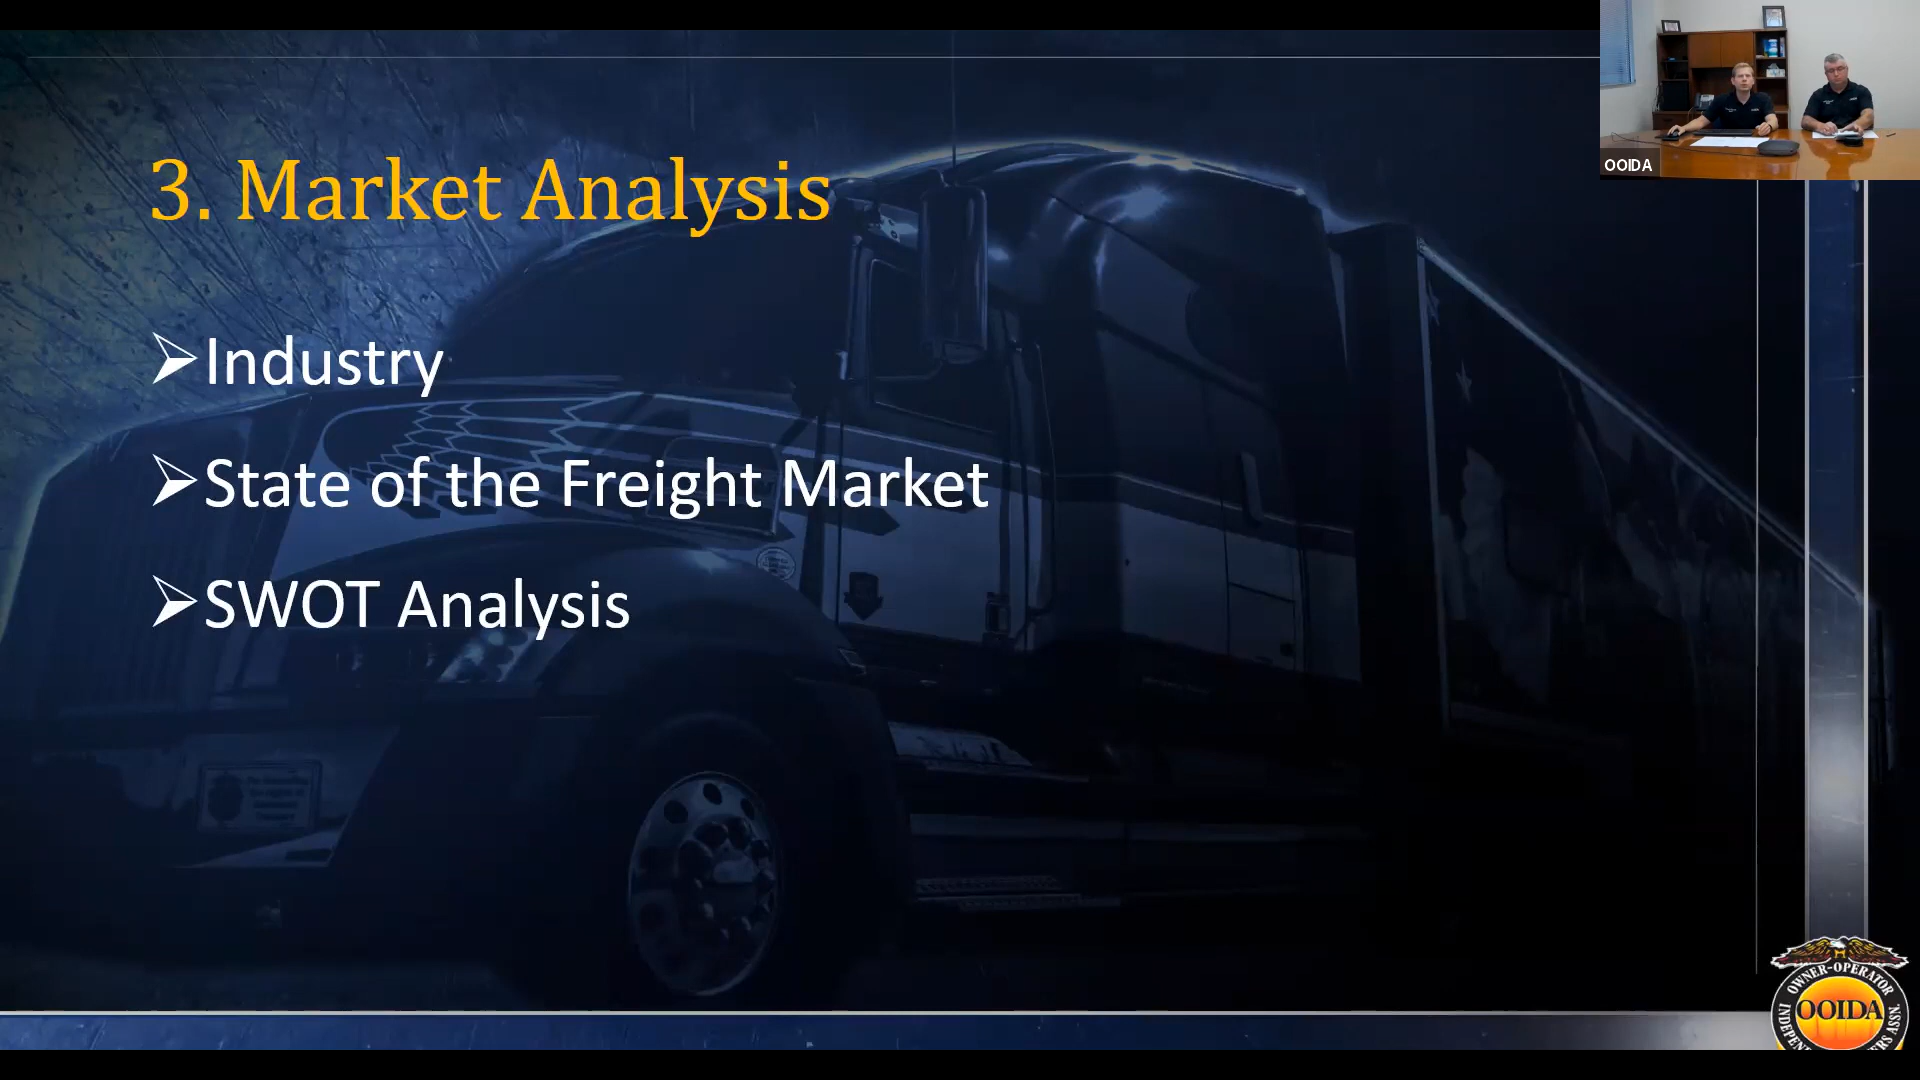 OOIDA
3. Market Analysis
Industry
State of the Freight Market
SWOT Analysis
OWNER-OPERATOR
OOIDA